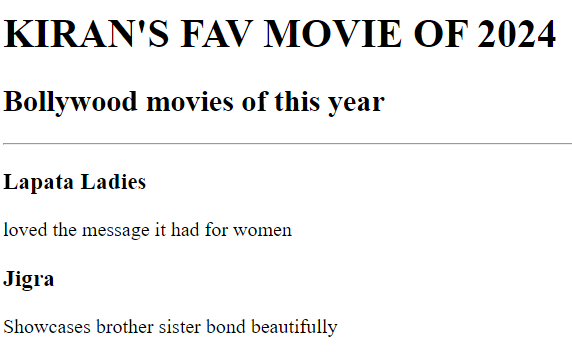 KIRAN'S FAV MOVIE OF 2024
Bollywood movies of this year
Lapata Ladies
loved the message it had for women
Jigra
Showcases brother sister bond beautifully